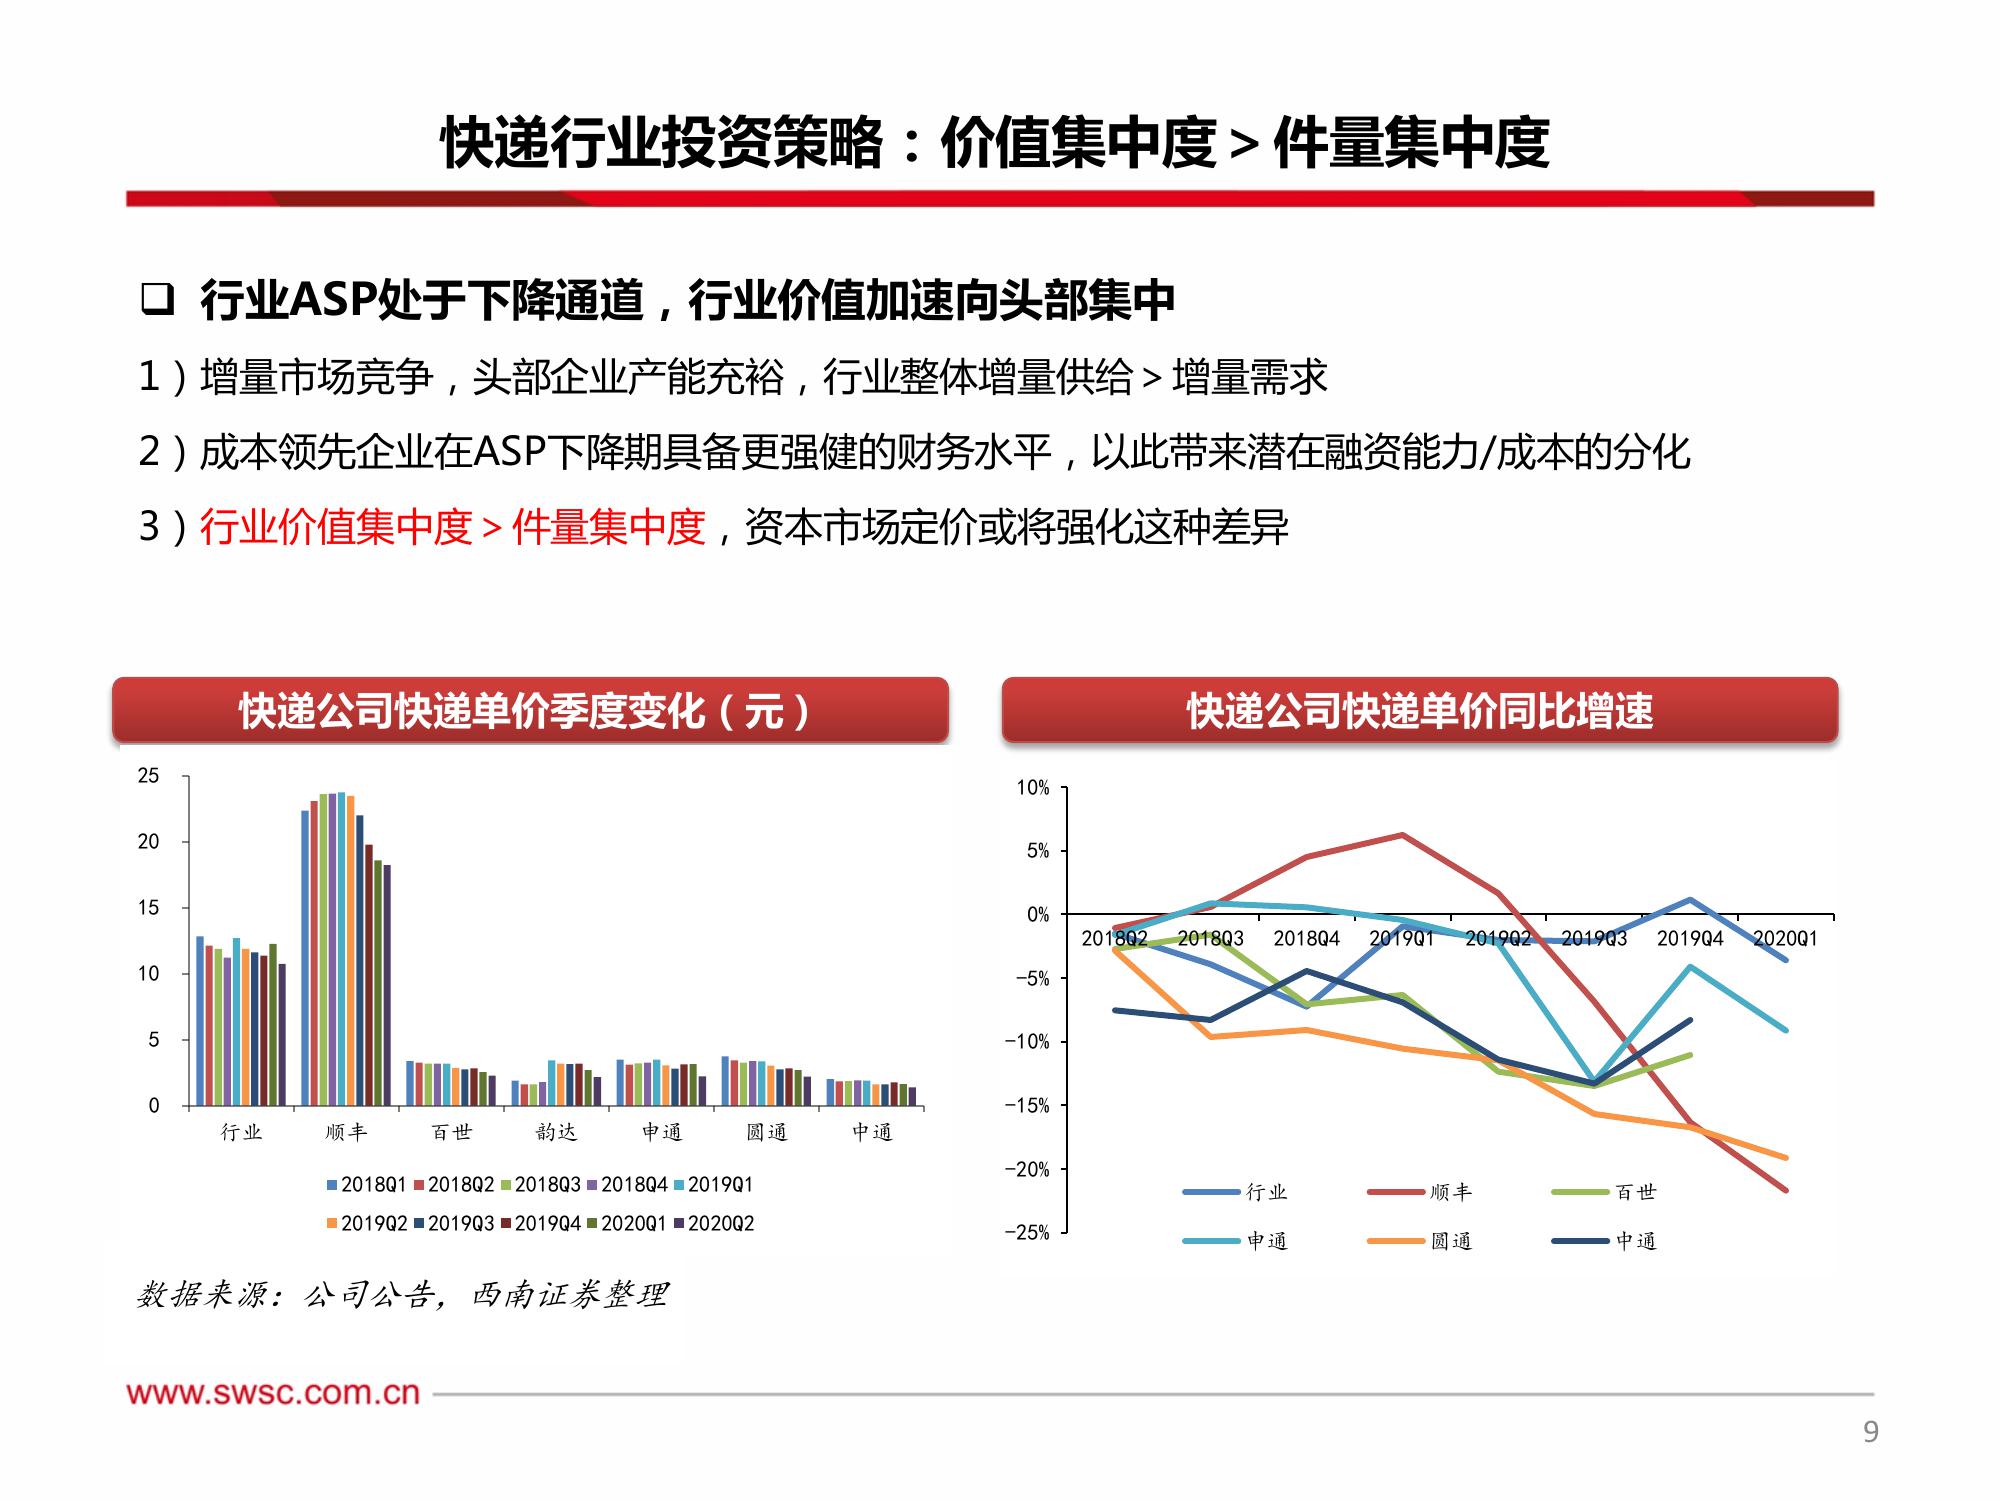 快递行业投资策略：价值集中度＞件量集中度
❑ 行业ASP处于下降通道，行业价值加速向头部集中
1）增量市场竞争，头部企业产能充裕，行业整体增量供给＞增量需求
2）成本领先企业在ASP下降期具备更强健的财务水平，以此带来潜在融资能力/成本的分化
3）行业价值集中度＞件量集中度，资本市场定价或将强化这种差异
快递公司快递单价季度变化（元）
25
20
15
10
5
0
行业 顺丰 百世 韵达 申通 圆通 中通
2018Q1 2018Q2 2018Q3 2018Q4 2019Q1
2019Q2 2019Q3 2019Q4 2020Q1 2020Q2
快递公司快递单价同比增速
10%
5%
0%
2018Q2 2018Q3 2018Q4 2019Q1 2019Q2 2019Q3 2019Q4 2020Q1
-5%
-10%
-15%
-20%
-25%
行业 顺丰 百世
申通 圆通 中通
数据来源：公司公告，西南证券整理
www.swsc.com.cn
9